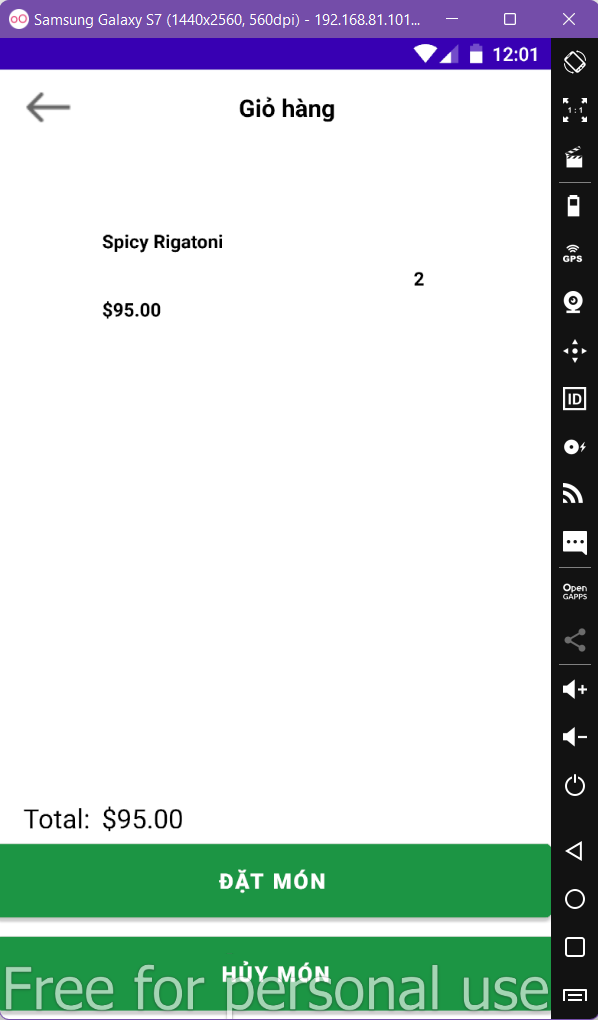 Samsung Galaxy S7 (1440x2560, 560dpi) - 192.168.81.101...
12:01
Giỏ hàng
1:1
GPS
Spicy Rigatoni
2
$95.00
ID
Open
GAPPS
Total: $95.00
ĐẶT MÓN
HỦY MÓN
Free for personal use